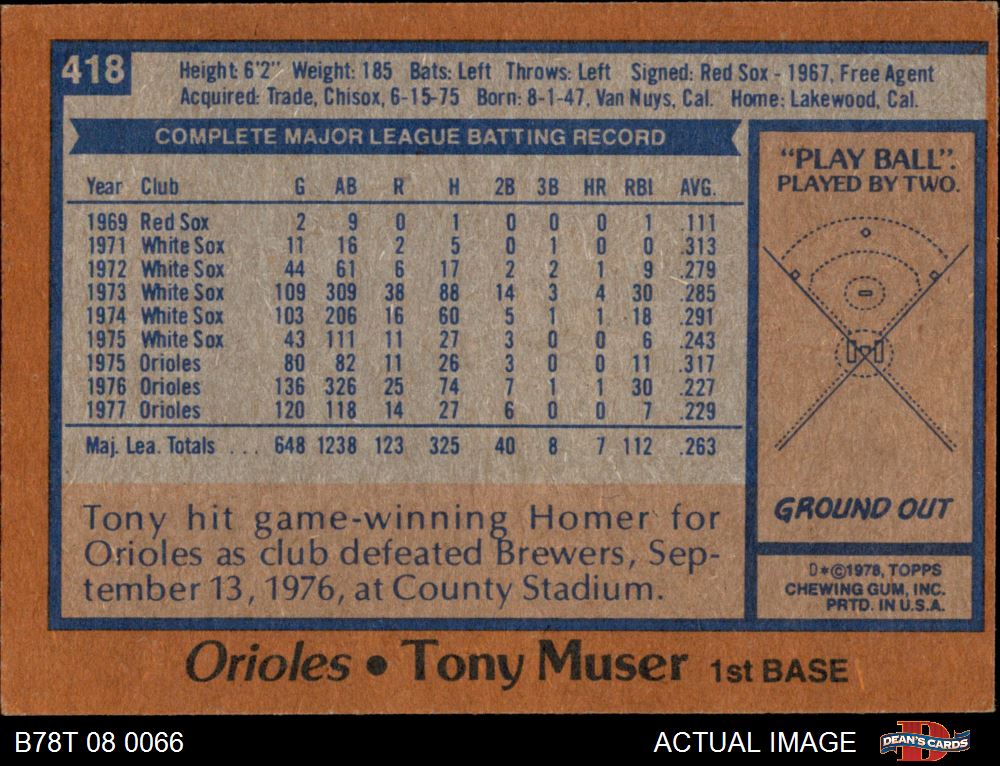 418
Height: 6'2" Weight: 185 Bats: Left Throws: Left Signed: Red Sox - 1967, Free Agent
Acquired: Trade, Chisox, 6-15-75 Born: 8-1-47, Van Nuys, Cal. Home: Lakewood, Cal.
COMPLETE MAJOR LEAGUE BATTING RECORD
Year Club G AB R H 2B 3B HR RBI AVG.
1969 Red Sox 2 9 0 1 0 0 0 1 .111
1971 White Sox 11 16 2 5 0 1 0 0 .313
1972 White Sox 44 61 6 17 2 2 1 9 .279
1973 White Sox 109 309 38 88 14 3 4 30 .285
1974 White Sox 103 206 16 60 5 1 1 18 .291
1975 White Sox 43 111 11 27 3 0 0 6 .243
1975 Orioles 80 82 11 26 3 0 0 11 .317
1976 Orioles 136 326 25 74 7 1 1 30 .227
1977 Orioles 120 118 14 27 6 0 0 7 .229
Maj. Lea. Totals . . . 648 1238 123 325 40 8 7 112 .263
Tony hit game-winning Homer for
Orioles as club defeated Brewers, Sep-
tember 13, 1976, at County Stadium.
"PLAY BALL".
PLAYED BY TWO.
GROUND OUT
D*©1978, TOPPS
CHEWING GUM, INC.
PRTD. IN U.S.A.
Orioles • Tony Muser 1st BASE
B78T 08 0066
ACTUAL IMAGE
D
DEAN'S CARDS